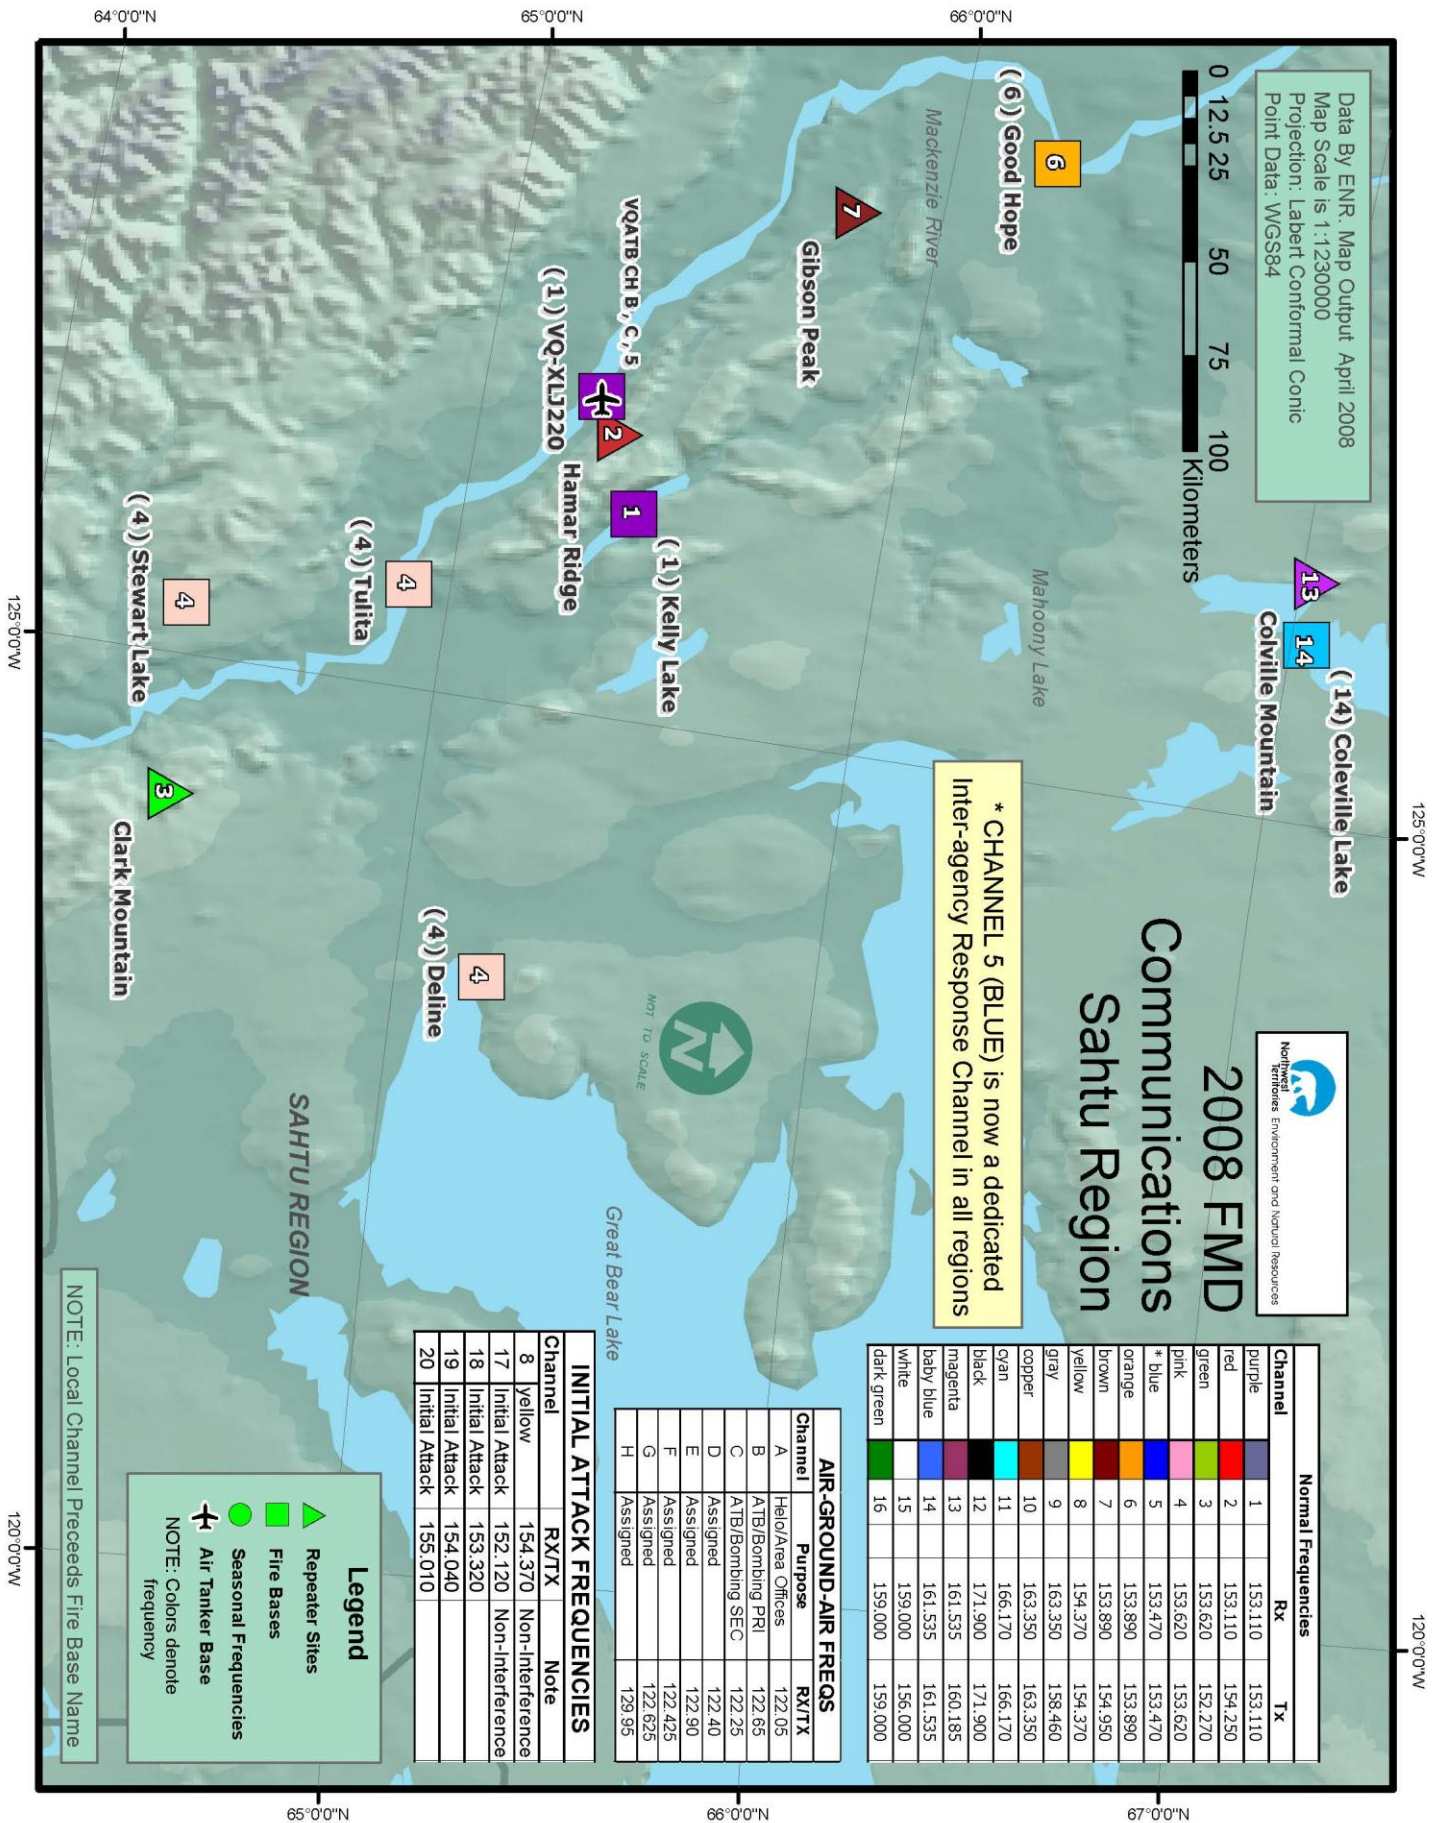 Data By ENR. Map Output April 2008
Map Scale is 1:1230000
Projection: Labert Conformal Conic
Point Data: WGS84
0 12.5 25 50 75 100
Kilometers
Northwest
Territories Environment and Natural Resources
2008 FMD
Communications
Sahtu Region
* CHANNEL 5 (BLUE) is now a dedicated
Inter-agency Response Channel in all regions
Normal Frequencies
Channel Rx Tx
purple 1 153.110 153.110
red 2 153.110 154.250
green 3 153.620 152.270
pink 4 153.620 153.620
* blue 5 153.470 153.470
orange 6 153.890 153.890
brown 7 153.890 154.950
yellow 8 154.370 154.370
gray 9 163.350 158.460
copper 10 163.350 163.350
cyan 11 166.170 166.170
black 12 171.900 171.900
magenta 13 161.535 160.185
baby blue 14 161.535 161.535
white 15 159.000 156.000
dark green 16 159.000 159.000
AIR-GROUND-AIR FREQS
Channel Purpose RX/TX
A Helo/Area Offices 122.05
B ATB/Bombing PRI 122.65
C ATB/Bombing SEC 122.25
D Assigned 122.40
E Assigned 122.90
F Assigned 122.425
G Assigned 122.625
H Assigned 129.95
INITIAL ATTACK FREQUENCIES
Channel RX/TX Note
8 yellow 154.370 Non-Interference
17 Initial Attack 152.120 Non-Interference
18 Initial Attack 153.320
19 Initial Attack 154.040
20 Initial Attack 155.010
Legend
Repeater Sites
Fire Bases
Seasonal Frequencies
Air Tanker Base
NOTE: Colors denote
frequency
NOTE: Local Channel Preceeds Fire Base Name
13
14
(14) Coleville Lake
Colville Mountain
6
(6) Good Hope
7
Gibson Peak
Mackenzie River
Mahoony Lake
VQATB CH B, C, 5
(1) VQ-XLJ220
2
Hamar Ridge
1
(1) Kelly Lake
4
(4) Tulita
4
(4) Stewart Lake
3
Clark Mountain
4
(4) Deline
N
NOT TO SCALE
Great Bear Lake
SAHTU REGION
64°0'0"N
65°0'0"N
66°0'0"N
125°0'0"W
120°0'0"W
125°0'0"W
120°0'0"W
65°0'0"N
66°0'0"N
67°0'0"N